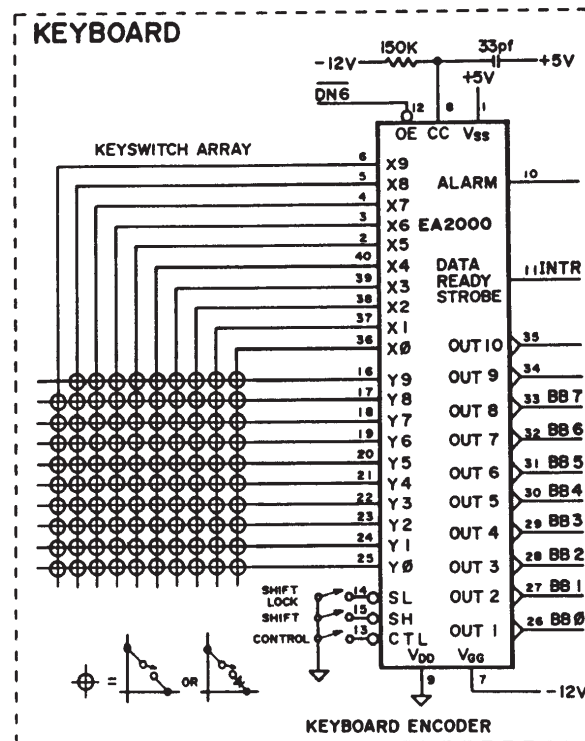 KEYBOARD
150K 33pf
-12V +5V
+5V
DN6
12 8 1
OE CC VSS
KEYSWITCH ARRAY
6 X9
5 X8 ALARM 10
4 X7
3 X6 EA2000
2 X5
40 X4 DATA 11 INTR
39 X3 READY
38 X2 STROBE
37 X1
36 XØ OUT 10 35
16 Y9 OUT 9 34
17 Y8
18 Y7 OUT 8 33 BB7
19 Y6 OUT 7 32 BB6
20 Y5 OUT 6 31 BB5
21 Y4 OUT 5 30 BB4
22 Y3 OUT 4 29 BB3
23 Y2
24 Y1 OUT 3 28 BB2
25 YØ
SHIFT LOCK 14 SL OUT 2 27 BB1
SHIFT 15 SH
CONTROL 13 CTL OUT 1 26 BBØ
VDD VGG
9 7
-12V
= OR
KEYBOARD ENCODER